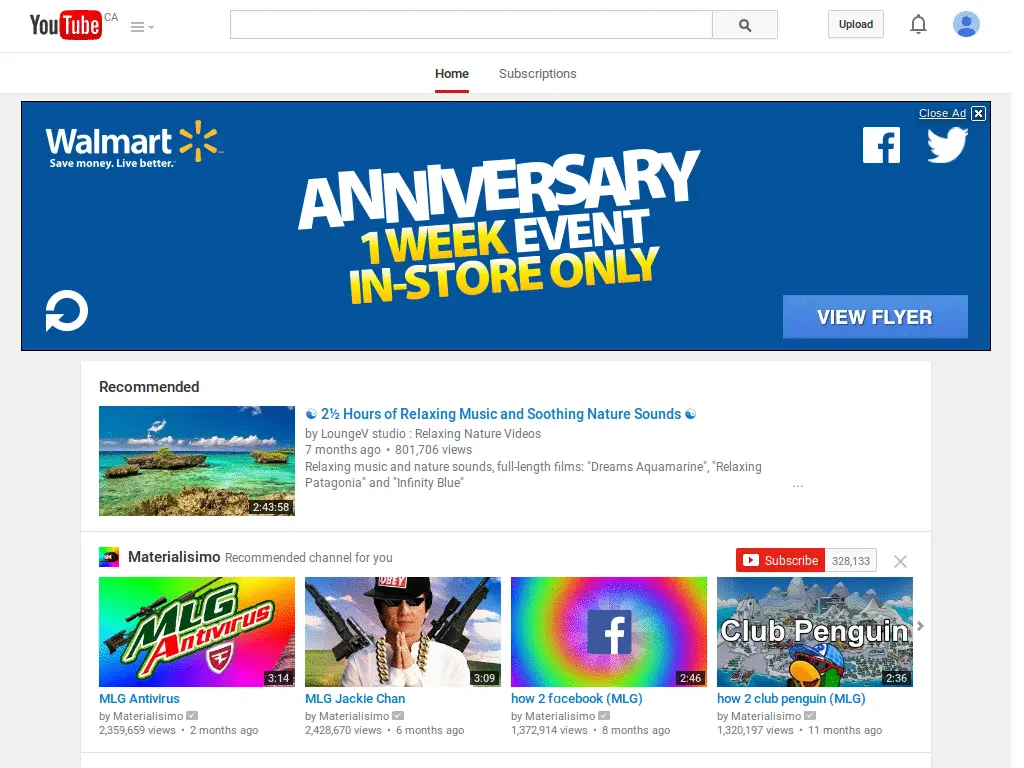 YouTube CA
Upload
Home Subscriptions
Close Ad
Walmart
Save money. Live better.
ANNIVERSARY
1 WEEK EVENT
IN-STORE ONLY
VIEW FLYER
Recommended
2:43:58
☯ 2½ Hours of Relaxing Music and Soothing Nature Sounds ☯
by LoungeV studio : Relaxing Nature Videos
7 months ago • 801,706 views
Relaxing music and nature sounds, full-length films: "Dreams Aquamarine", "Relaxing
Patagonia" and "Infinity Blue" ...
Materialisimo Recommended channel for you
Subscribe 328,133
MLG
Antivirus
3:14
MLG Antivirus
by Materialisimo
2,359,659 views • 2 months ago
OBEY
3:09
MLG Jackie Chan
by Materialisimo
2,428,670 views • 6 months ago
f
2:46
how 2 fɑcebook (MLG)
by Materialisimo
1,372,914 views • 8 months ago
Club Penguin
2:36
how 2 club penguin (MLG)
by Materialisimo
1,320,197 views • 11 months ago